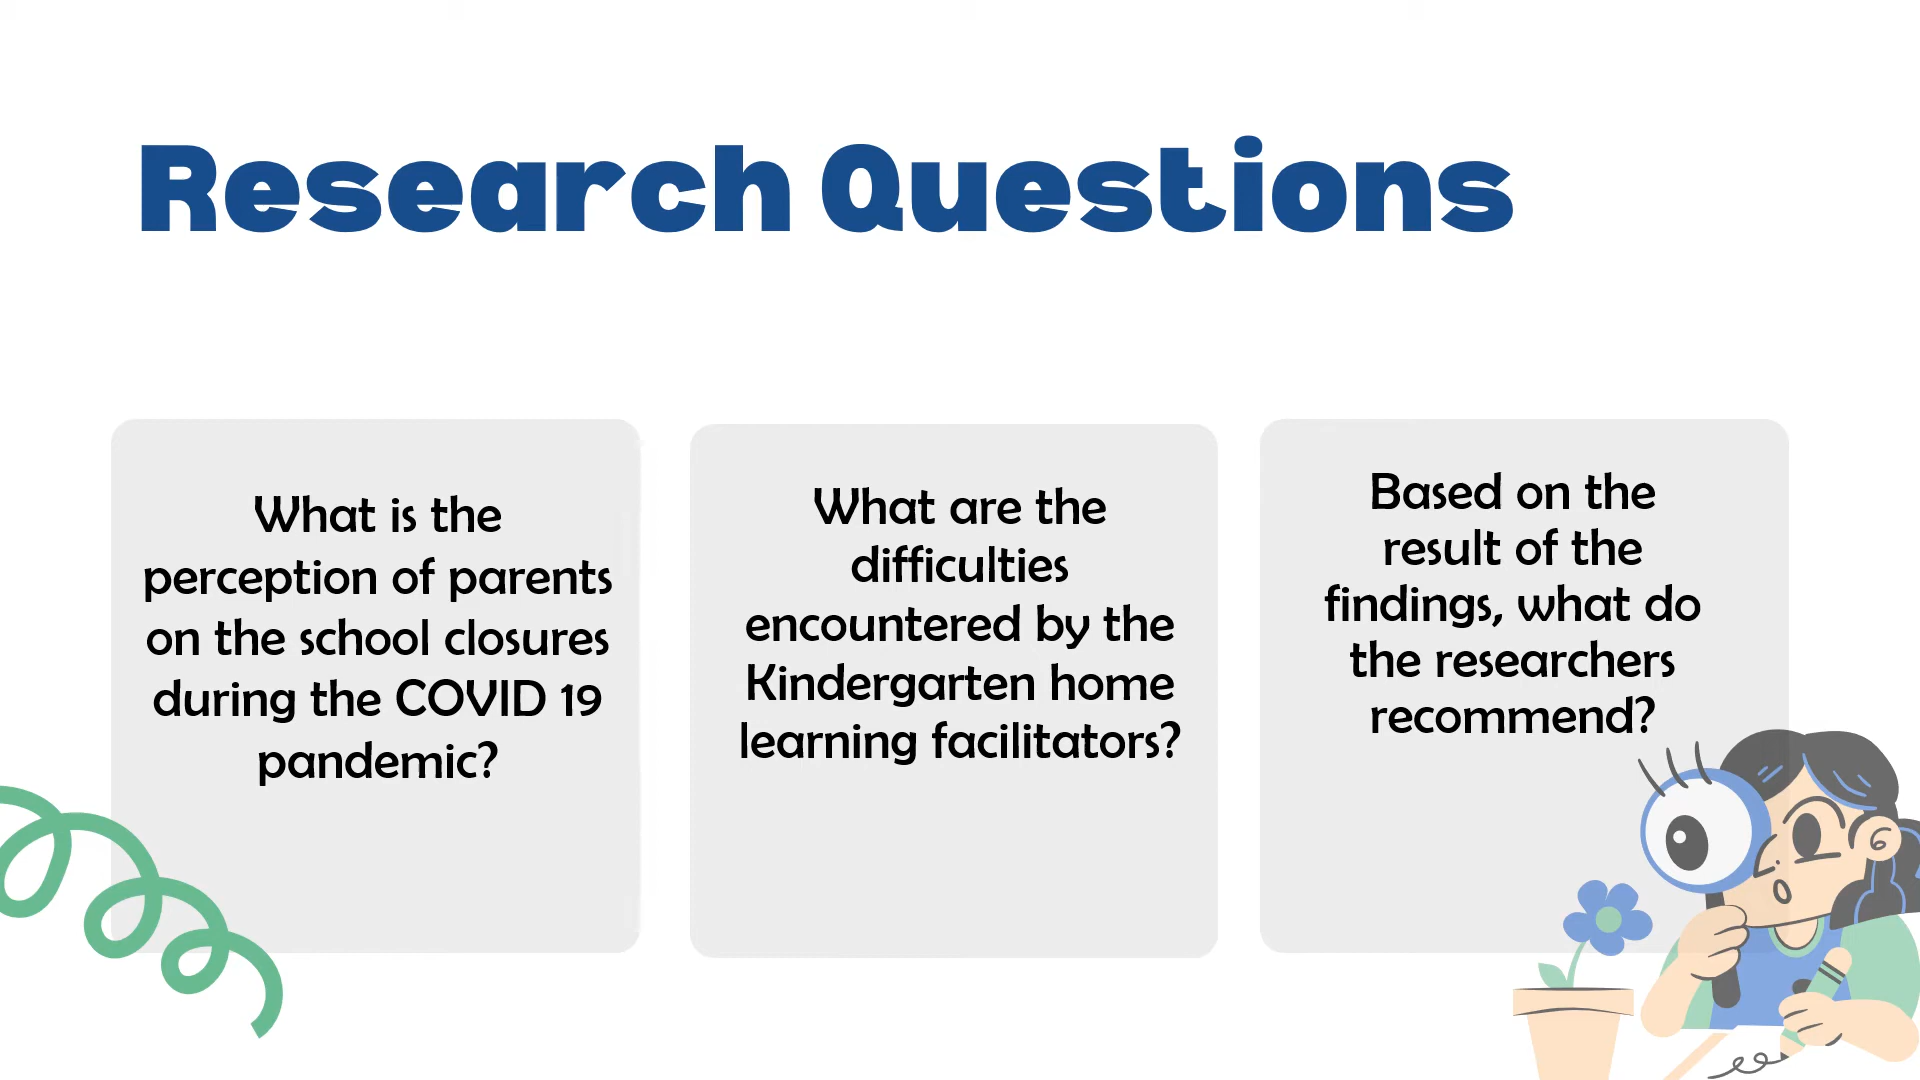 Research Questions
What is the
perception of parents
on the school closures
during the COVID 19
pandemic?
What are the
difficulties
encountered by the
Kindergarten home
learning facilitators?
Based on the
result of the
findings, what do
the researchers
recommend?